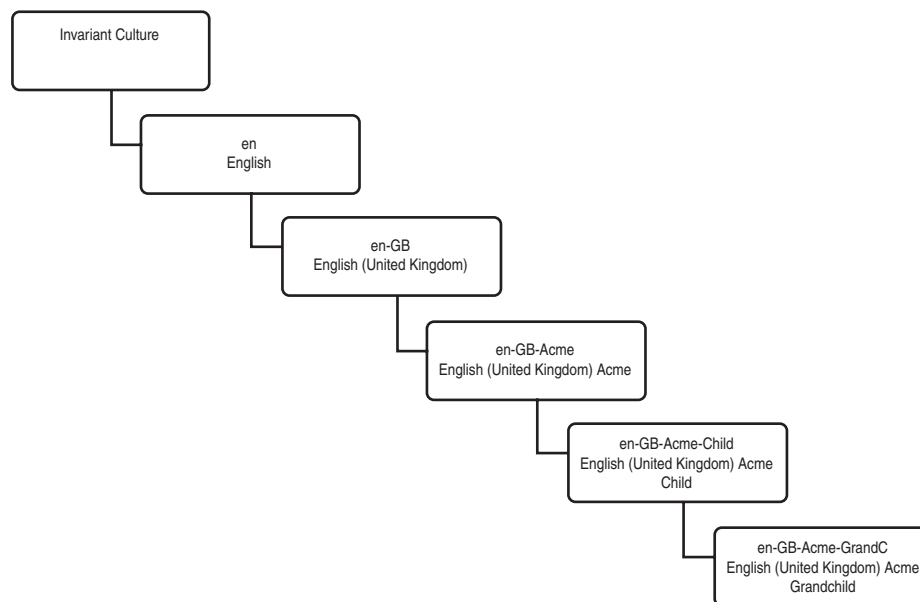 Invariant Culture
en
English
en-GB
English (United Kingdom)
en-GB-Acme
English (United Kingdom) Acme
en-GB-Acme-Child
English (United Kingdom) Acme
Child
en-GB-Acme-GrandC
English (United Kingdom) Acme
Grandchild